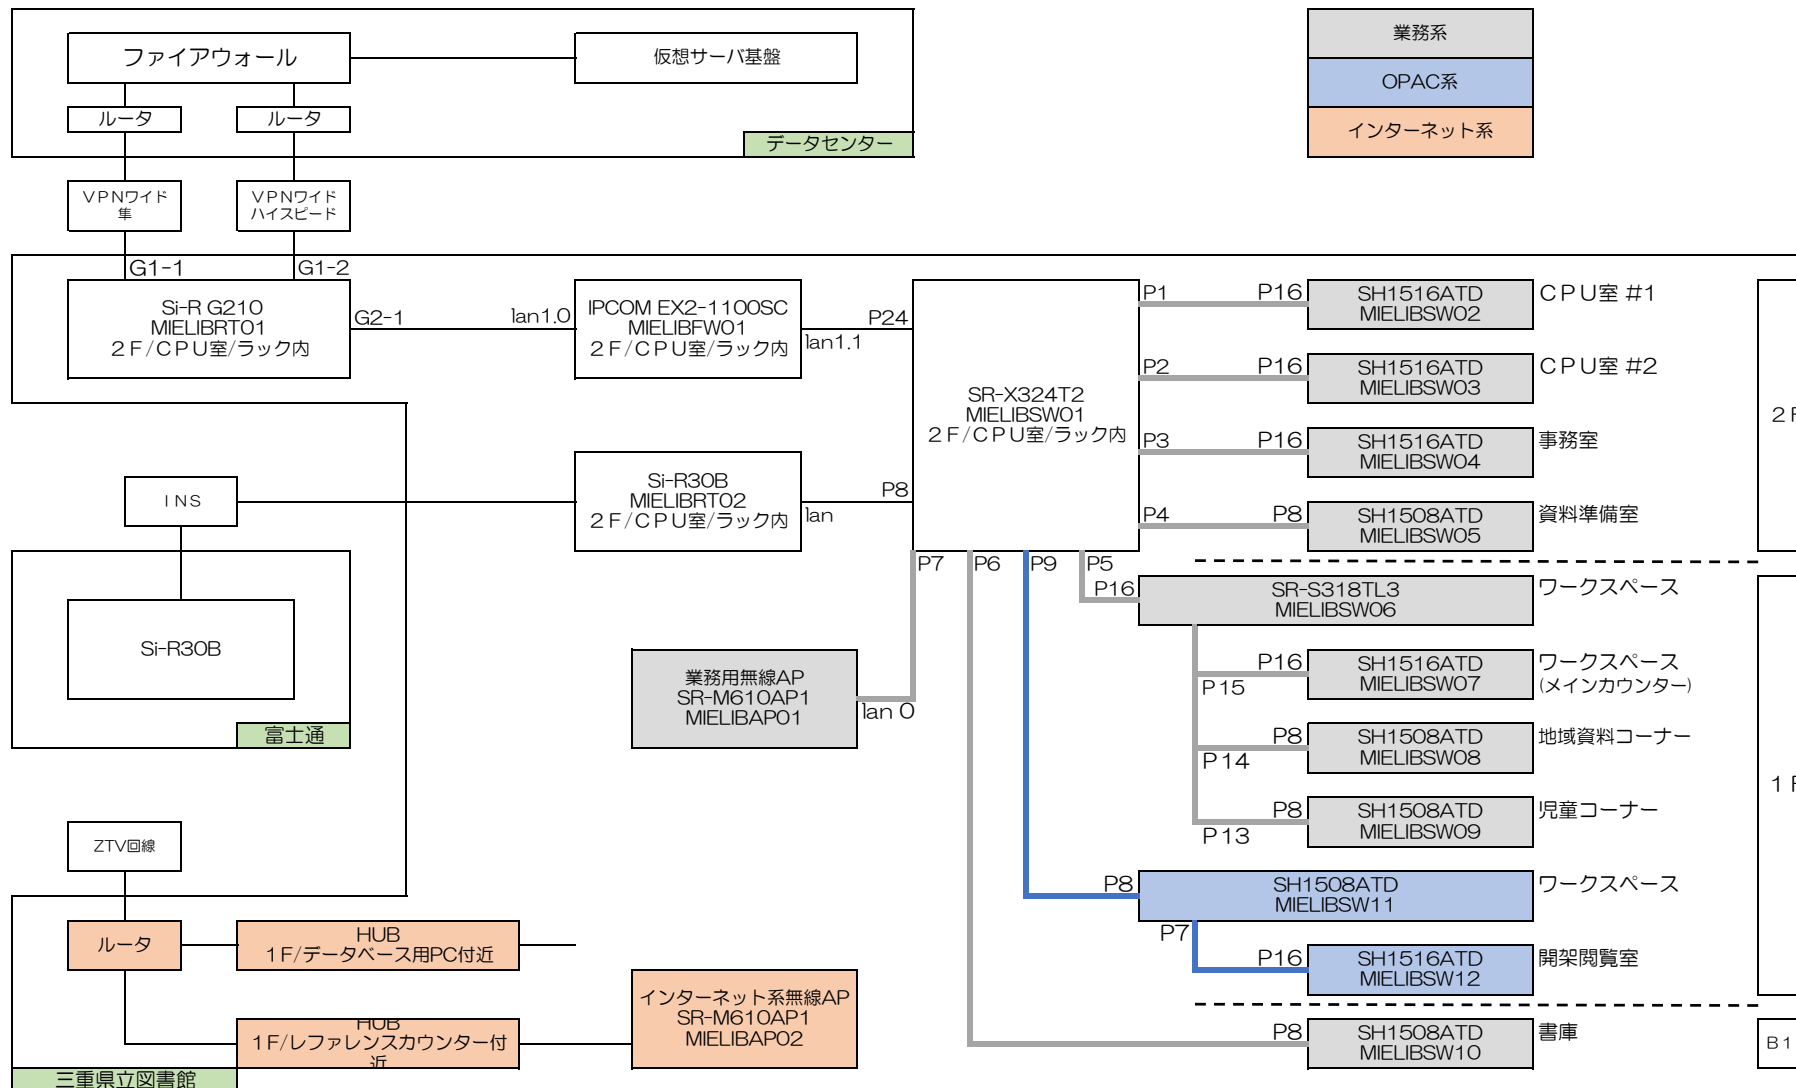 ファイアウォール
仮想サーバ基盤
業務系
OPAC系
インターネット系
ルータ
ルータ
データセンター
ＶＰＮワイド
隼
ＶＰＮワイド
ハイスピード
G1-1
G1-2
Si-R G210
MIELIBRT01
２Ｆ/ＣＰＵ室/ラック内
G2-1
lan1.0
IPCOM EX2-1100SC
MIELIBFW01
２Ｆ/ＣＰＵ室/ラック内
lan1.1
P24
SR-X324T2
MIELIBSW01
２Ｆ/ＣＰＵ室/ラック内
P1
P16
SH1516ATD
MIELIBSW02
ＣＰＵ室 #1
P2
P16
SH1516ATD
MIELIBSW03
ＣＰＵ室 #2
P3
P16
SH1516ATD
MIELIBSW04
事務室
P4
P8
SH1508ATD
MIELIBSW05
資料準備室
２F
ＩＮＳ
Si-R30B
MIELIBRT02
２Ｆ/ＣＰＵ室/ラック内
lan
P8
Si-R30B
富士通
P7
P6
P9
P5
P16
SR-S318TL3
MIELIBSW06
ワークスペース
業務用無線AP
SR-M610AP1
MIELIBAP01
lan 0
P16
P15
SH1516ATD
MIELIBSW07
ワークスペース
(メインカウンター)
P8
P14
SH1508ATD
MIELIBSW08
地域資料コーナー
P8
P13
SH1508ATD
MIELIBSW09
児童コーナー
１F
P8
SH1508ATD
MIELIBSW11
ワークスペース
P7
P16
SH1516ATD
MIELIBSW12
開架閲覧室
P8
SH1508ATD
MIELIBSW10
書庫
B１
ZTV回線
ルータ
HUB
１F/データベース用PC付近
HUB
１F/レファレンスカウンター付
近
インターネット系無線AP
SR-M610AP1
MIELIBAP02
三重県立図書館